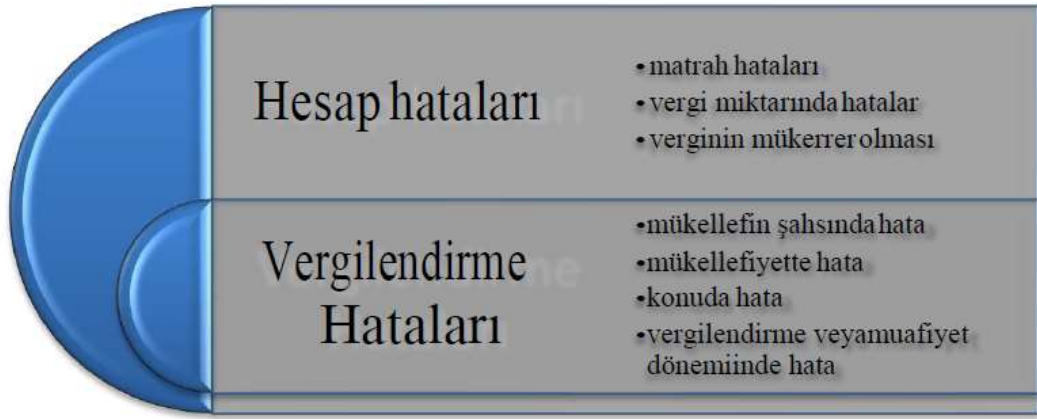 Hesap hataları
• matrah hataları
• vergi miktarında hatalar
• verginin mükerrer olması
Vergilendirme
Hataları
•mükellefin şahsında hata
•mükellefiyette hata
•konuda hata
•vergilendirme veyamuafiyet
dönemiinde hata